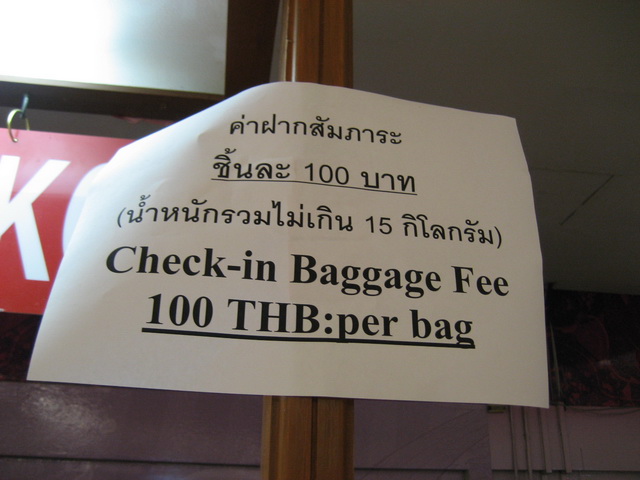 K
ค่าฝากสัมภาระ
ชิ้นละ 100 บาท
(น้ำหนักรวมไม่เกิน 15 กิโลกรัม)
Check-in Baggage Fee
100 THB:per bag